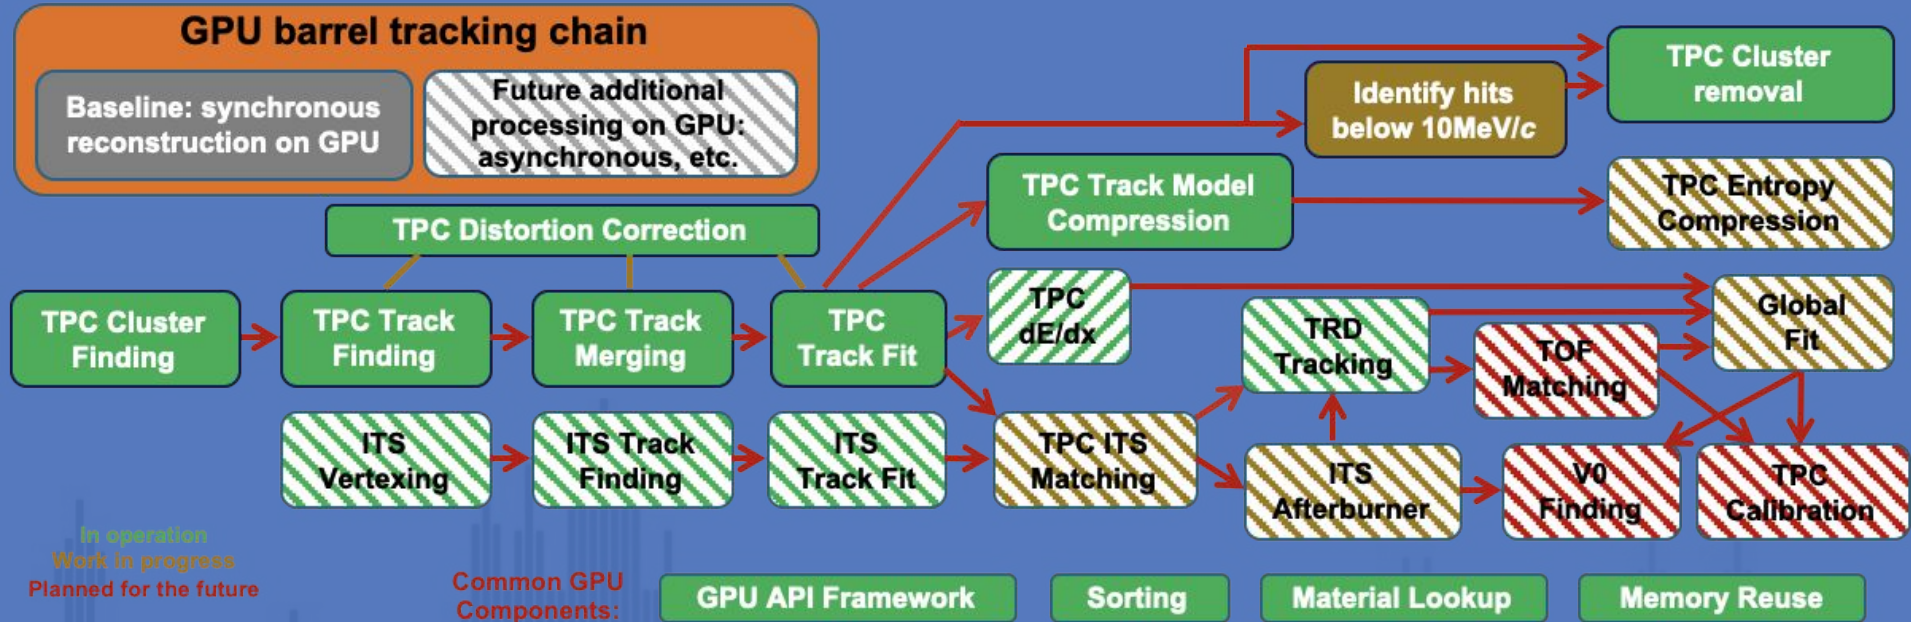 GPU barrel tracking chain
Baseline: synchronous
reconstruction on GPU
Future additional
processing on GPU:
asynchronous, etc.
TPC Cluster
removal
Identify hits
below 10MeV/c
TPC Track Model
Compression
TPC Entropy
Compression
TPC Distortion Correction
TPC Cluster
Finding
TPC Track
Finding
TPC Track
Merging
TPC
Track Fit
TPC
dE/dx
TRD
Tracking
TOF
Matching
Global
Fit
ITS
Vertexing
ITS Track
Finding
ITS
Track Fit
TPC ITS
Matching
ITS
Afterburner
V0
Finding
TPC
Calibration
In operation
Work in progress
Planned for the future
Common GPU
Components:
GPU API Framework
Sorting
Material Lookup
Memory Reuse